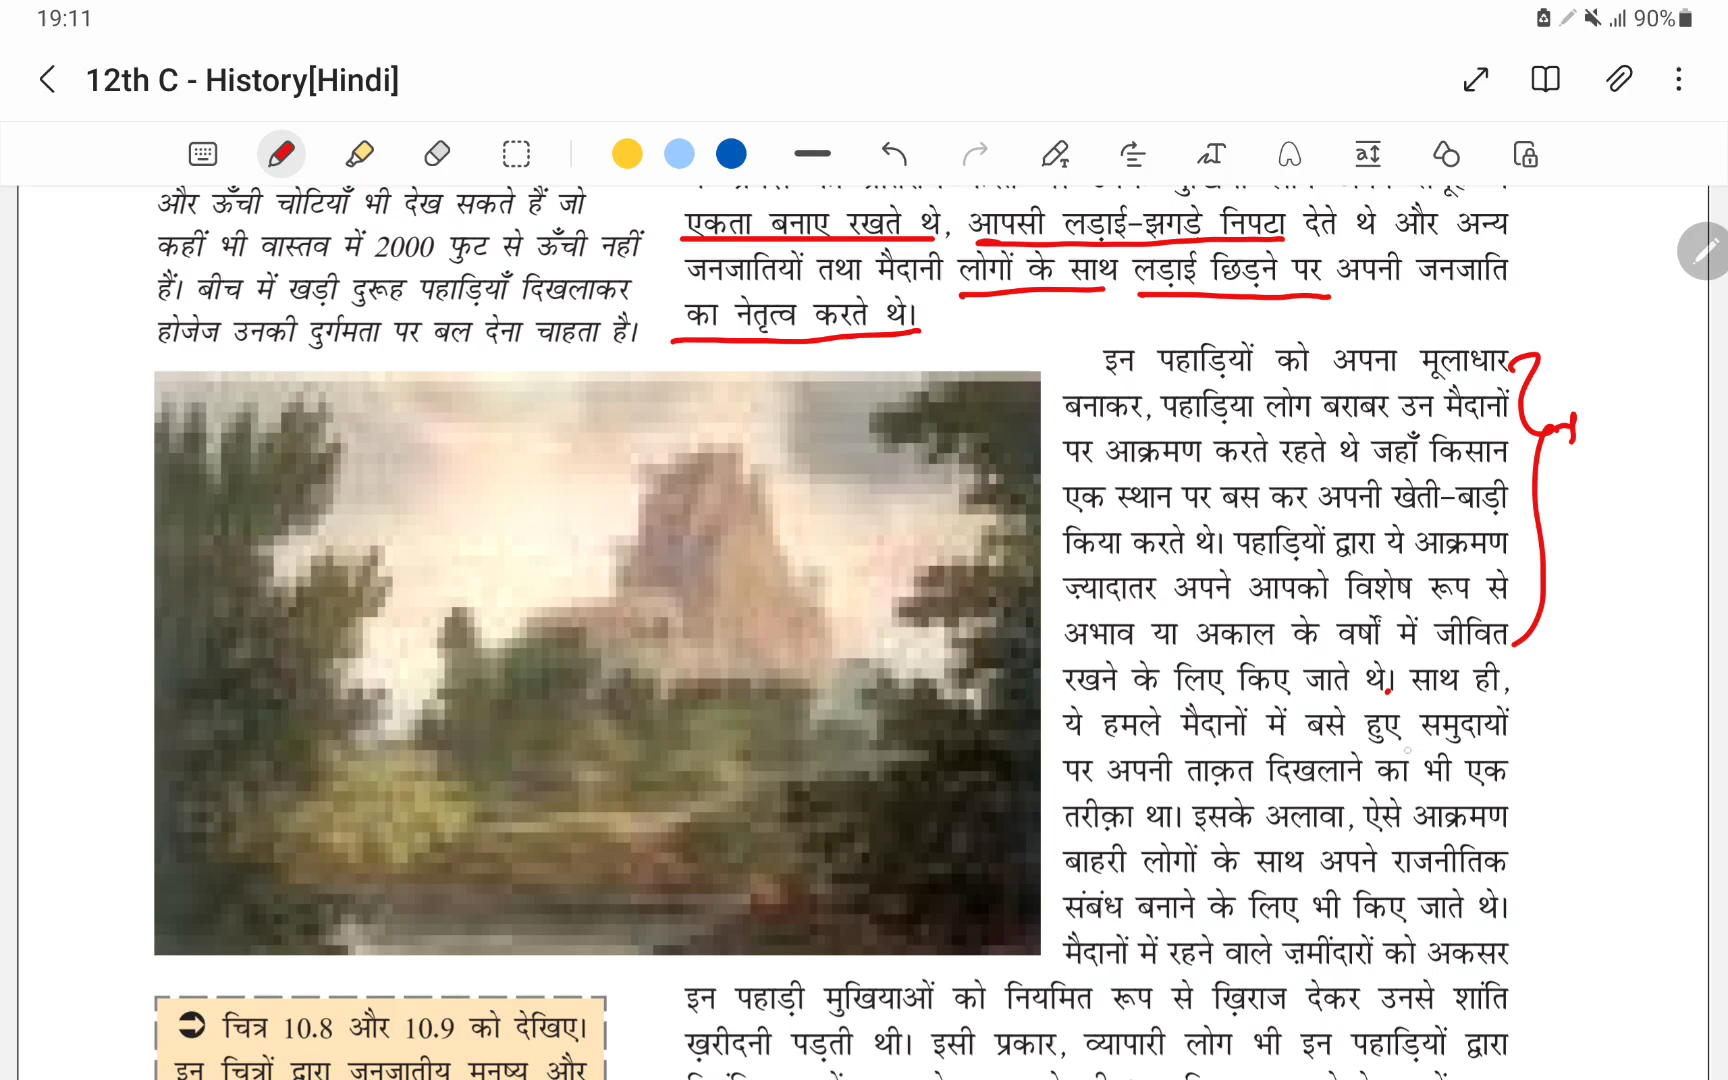 19:11
90%
12th C - History[Hindi]
और ऊँची चोटियाँ भी देख सकते हैं जो
कहीं भी वास्तव में 2000 फुट से ऊँची नहीं
हैं। बीच में खड़ी दुरूह पहाड़ियाँ दिखलाकर
होजेज उनकी दुर्गमता पर बल देना चाहता है।
एकता बनाए रखते थे, आपसी लड़ाई-झगडे निपटा देते थे और अन्य
जनजातियों तथा मैदानी लोगों के साथ लड़ाई छिड़ने पर अपनी जनजाति
का नेतृत्व करते थे।
इन पहाड़ियों को अपना मूलाधार
बनाकर, पहाड़िया लोग बराबर उन मैदानों
पर आक्रमण करते रहते थे जहाँ किसान
एक स्थान पर बस कर अपनी खेती-बाड़ी
किया करते थे। पहाड़ियों द्वारा ये आक्रमण
ज़्यादातर अपने आपको विशेष रूप से
अभाव या अकाल के वर्षों में जीवित
रखने के लिए किए जाते थे। साथ ही,
ये हमले मैदानों में बसे हुए समुदायों
पर अपनी ताक़त दिखलाने का भी एक
तरीक़ा था। इसके अलावा, ऐसे आक्रमण
बाहरी लोगों के साथ अपने राजनीतिक
संबंध बनाने के लिए भी किए जाते थे।
मैदानों में रहने वाले ज़मींदारों को अकसर
इन पहाड़ी मुखियाओं को नियमित रूप से ख़िराज देकर उनसे शांति
ख़रीदनी पड़ती थी। इसी प्रकार, व्यापारी लोग भी इन पहाड़ियों द्वारा
चित्र 10.8 और 10.9 को देखिए।
इन चित्रों द्वारा जनजातीय मनुष्य और